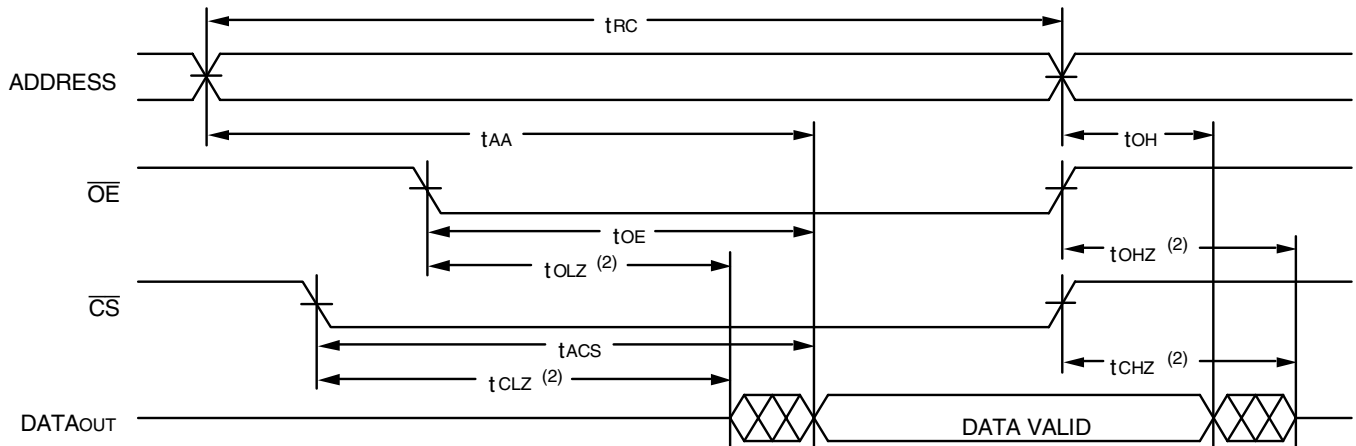 tRC
ADDRESS
tAA
tOH
OE
tOE
tOLZ (2)
tOHZ (2)
CS
tACS
tCLZ (2)
tCHZ (2)
DATAOUT
DATA VALID